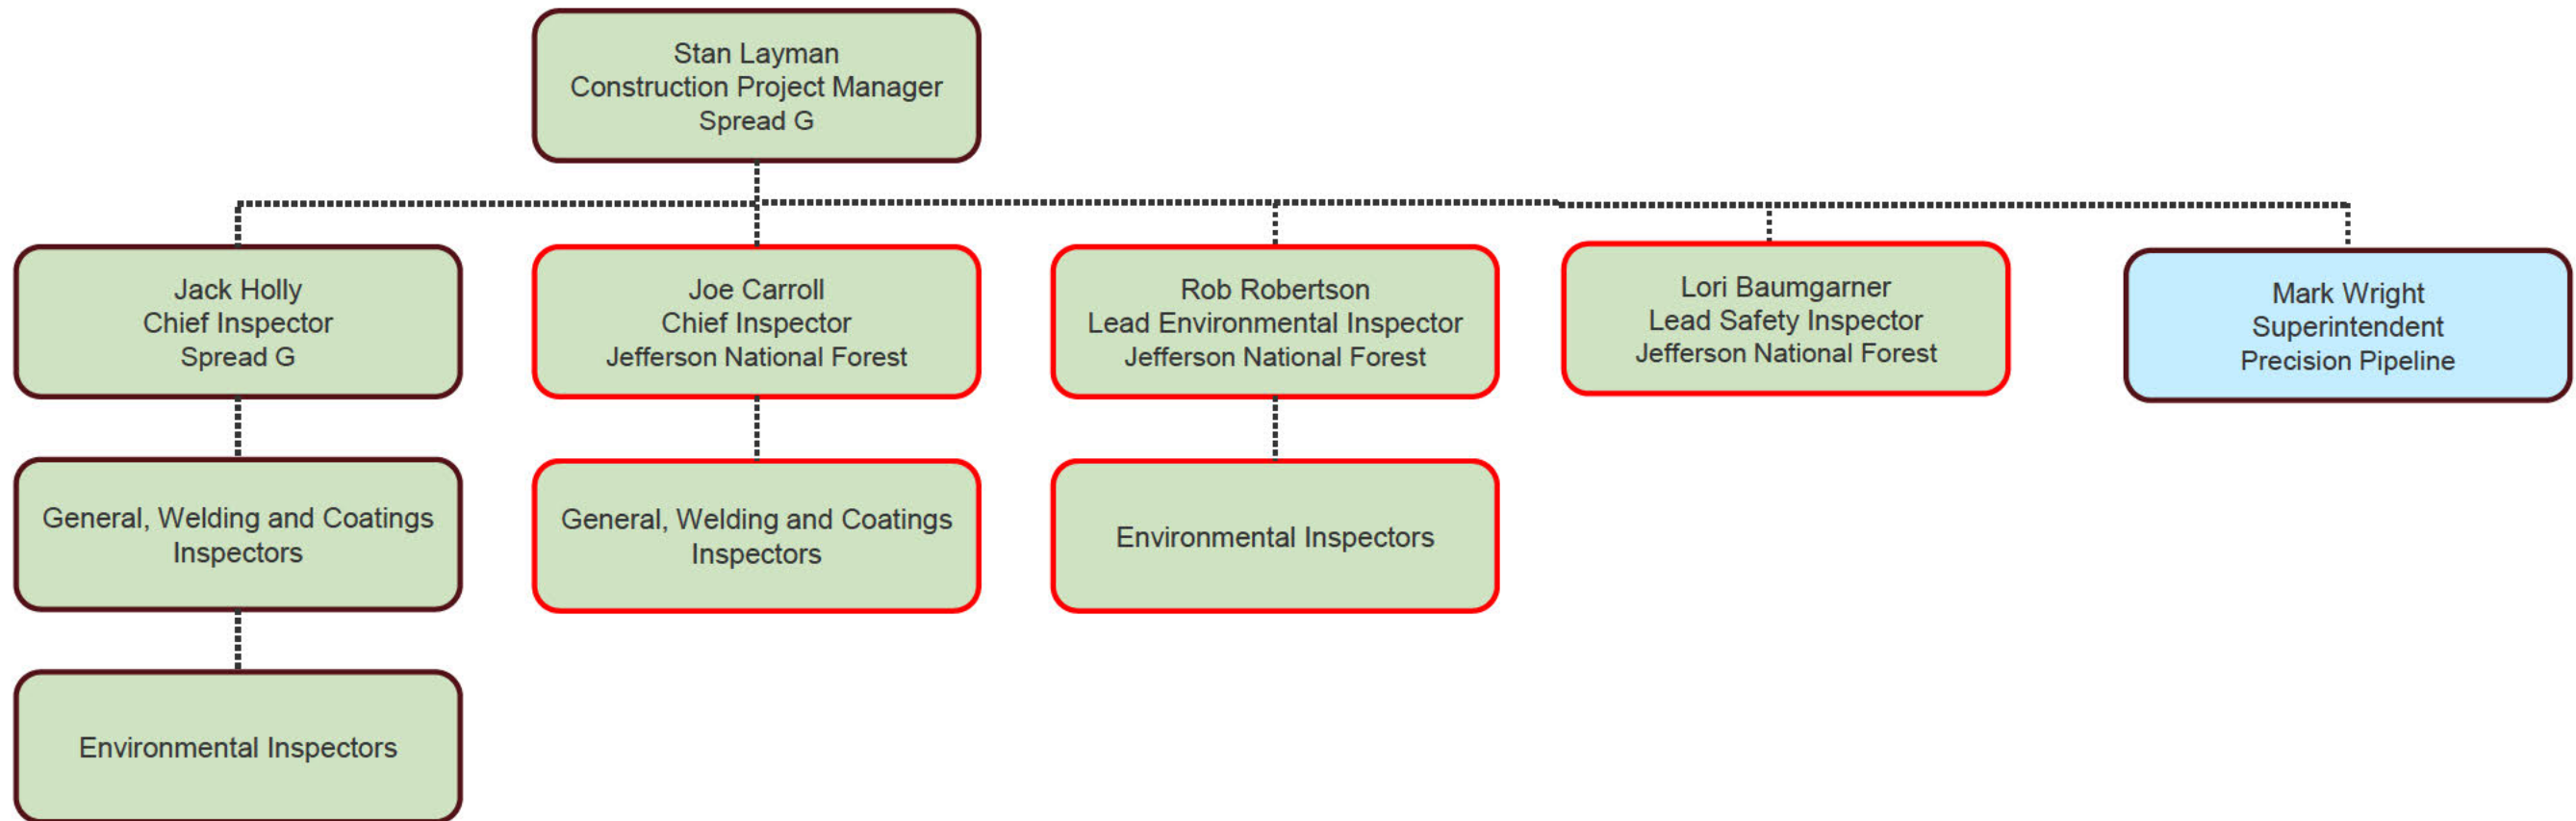 Stan Layman
Construction Project Manager
Spread G
Jack Holly
Chief Inspector
Spread G
Joe Carroll
Chief Inspector
Jefferson National Forest
Rob Robertson
Lead Environmental Inspector
Jefferson National Forest
Lori Baumgarner
Lead Safety Inspector
Jefferson National Forest
Mark Wright
Superintendent
Precision Pipeline
General, Welding and Coatings
Inspectors
General, Welding and Coatings
Inspectors
Environmental Inspectors
Environmental Inspectors